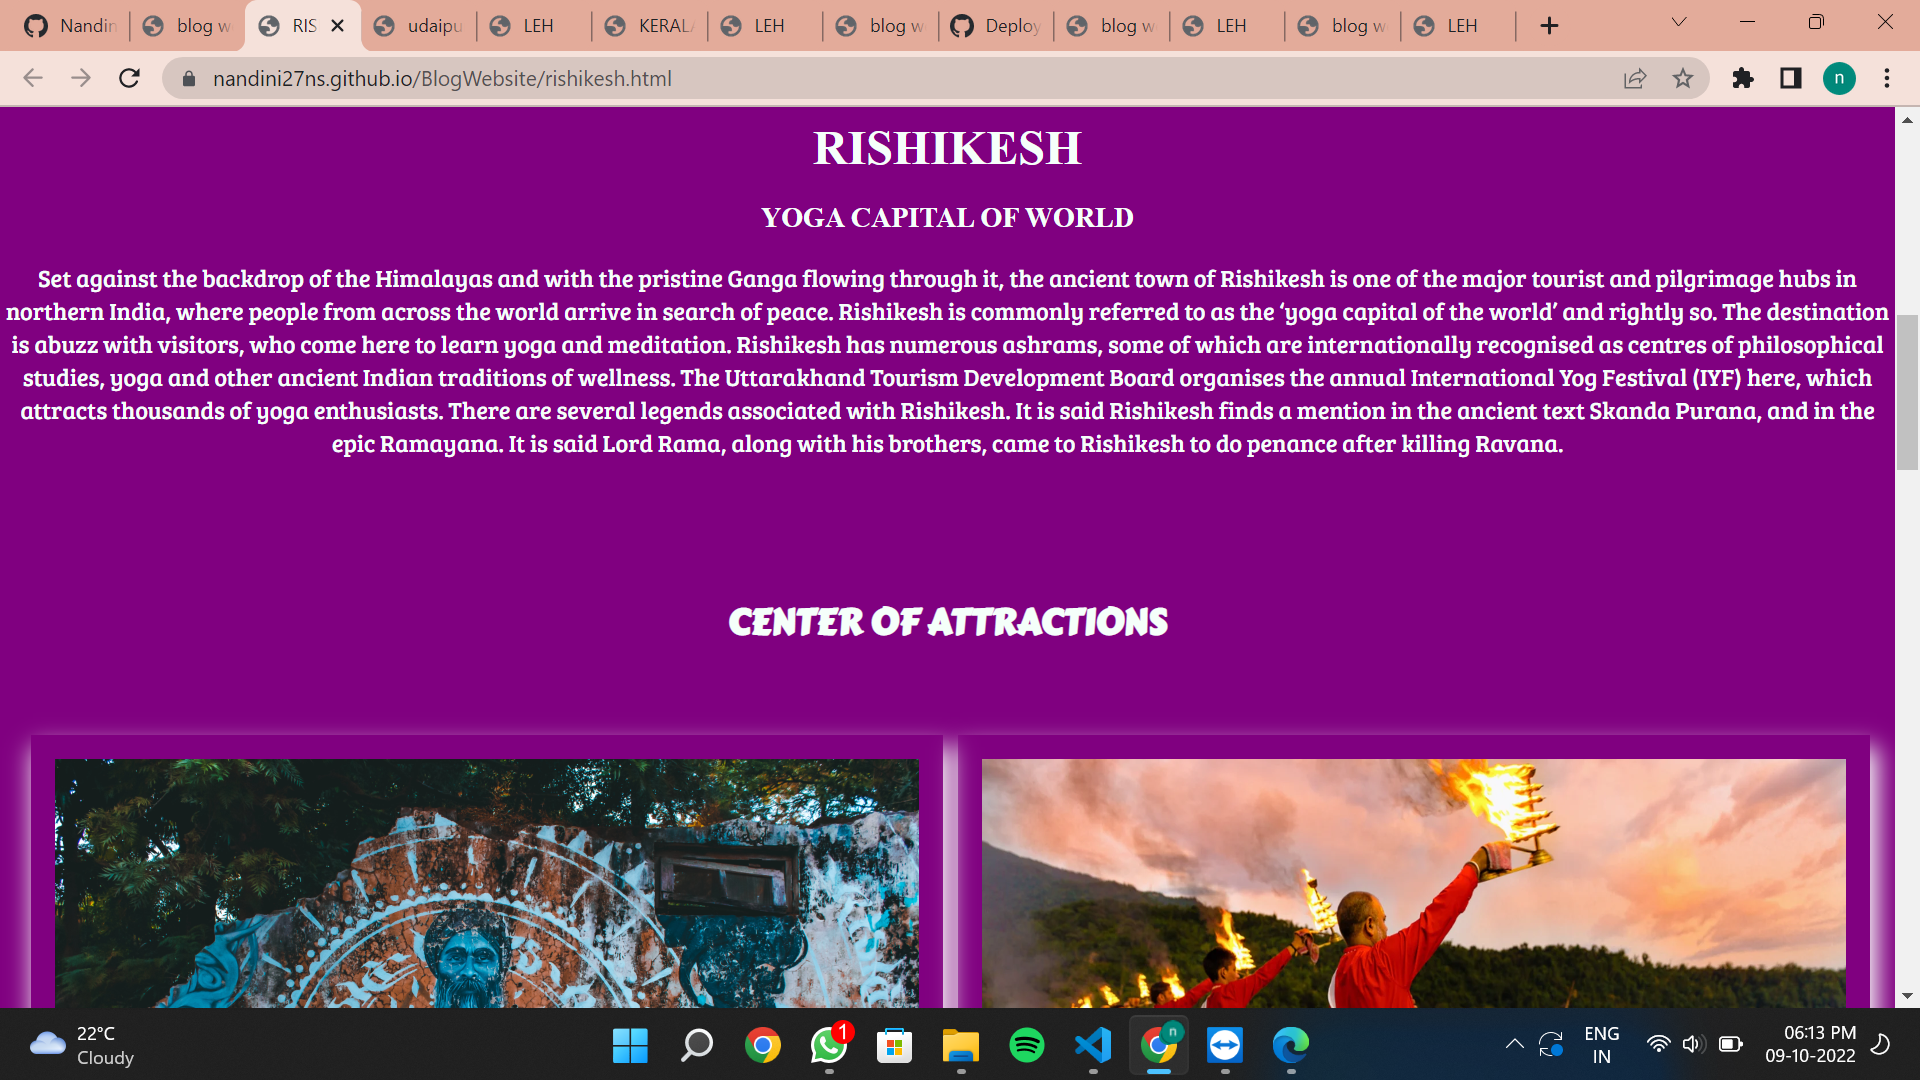 Nandin
blog w
RIS
udaipu
LEH
KERAL
LEH
blog w
Deploy
blog w
LEH
blog w
LEH
nandini27ns.github.io/BlogWebsite/rishikesh.html
n
RISHIKESH
YOGA CAPITAL OF WORLD
Set against the backdrop of the Himalayas and with the pristine Ganga flowing through it, the ancient town of Rishikesh is one of the major tourist and pilgrimage hubs in
northern India, where people from across the world arrive in search of peace. Rishikesh is commonly referred to as the ‘yoga capital of the world’ and rightly so. The destination
is abuzz with visitors, who come here to learn yoga and meditation. Rishikesh has numerous ashrams, some of which are internationally recognised as centres of philosophical
studies, yoga and other ancient Indian traditions of wellness. The Uttarakhand Tourism Development Board organises the annual International Yog Festival (IYF) here, which
attracts thousands of yoga enthusiasts. There are several legends associated with Rishikesh. It is said Rishikesh finds a mention in the ancient text Skanda Purana, and in the
epic Ramayana. It is said Lord Rama, along with his brothers, came to Rishikesh to do penance after killing Ravana.
CENTER OF ATTRACTIONS
22°C
Cloudy
1
n
ENG
IN
06:13 PM
09-10-2022